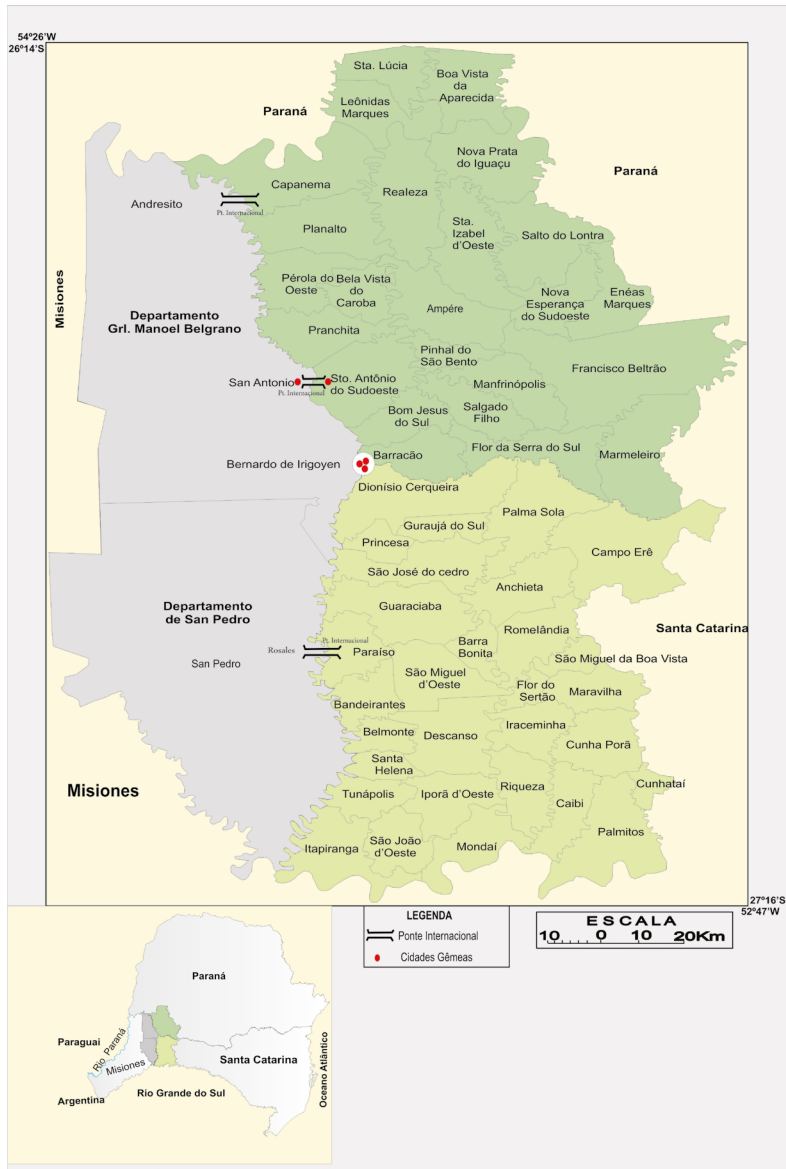 54°26'W
26°14'S
Sta. Lúcia
Boa Vista
da
Aparecida
Leônidas
Marques
Paraná
Nova Prata
do Iguaçu
Paraná
Capanema
Realeza
Andresito
Pt. Internacional
Planalto
Sta.
Izabel
d'Oeste
Salto do Lontra
Misiones
Pérola do
Oeste
Bela Vista
do
Caroba
Nova
Esperança
do Sudoeste
Enéas
Marques
Departamento
Grl. Manoel Belgrano
Ampére
Pranchita
Pinhal do
São Bento
Francisco Beltrão
San Antonio
Sto. Antônio
do Sudoeste
Pt. Internacional
Manfrinópolis
Bom Jesus
do Sul
Salgado
Filho
Flor da Serra do Sul
Barracão
Marmeleiro
Bernardo de Irigoyen
Dionísio Cerqueira
Palma Sola
Guraujá do Sul
Princesa
Campo Erê
São José do cedro
Anchieta
Guaraciaba
Departamento
de San Pedro
Romelândia
Santa Catarina
Pt. Internacional
Rosales
Paraíso
Barra
Bonita
São Miguel da Boa Vista
San Pedro
São Miguel
d'Oeste
Flor do
Sertão
Maravilha
Bandeirantes
Iraceminha
Belmonte
Descanso
Cunha Porã
Santa
Helena
Misiones
Tunápolis
Iporã d'Oeste
Riqueza
Cunhataí
Caibi
Palmitos
Itapiranga
São João
d'Oeste
Mondaí
27°16'S
52°47'W
LEGENDA
Ponte Internacional
Cidades Gêmeas
ESCALA
10 0 10 20Km
Paraná
Paraguai
Rio Paraná
Misiones
Santa Catarina
Argentina
Rio Grande do Sul
Oceano Atlântico